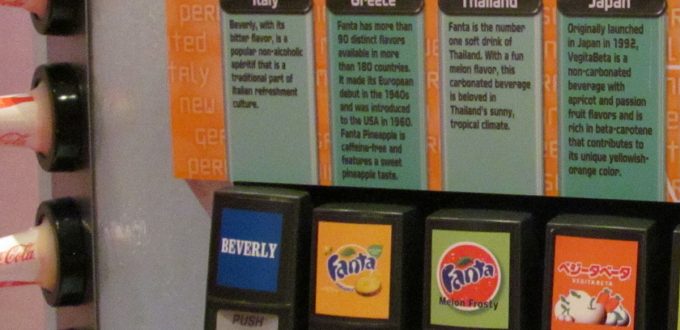 Italy
Beverly, with its
bitter flavor, is a
popular non-alcoholic
apéritif that is a
traditional part of
Italian refreshment
culture.
Greece
Fanta has more than
90 distinct flavors
available in more
than 180 countries.
It made its European
debut in the 1940s
and was introduced
to the USA in 1960.
Fanta Pineapple is
caffeine-free and
features a sweet
pineapple taste.
Thailand
Fanta is the number
one soft drink of
Thailand. With a fun
melon flavor, this
carbonated beverage
is beloved in
Thailand's sunny,
tropical climate.
Japan
Originally launched
in Japan in 1992,
VegitaBeta is a
non-carbonated
beverage with
apricot and passion
fruit flavors and is
rich in beta-carotene
that contributes to
its unique yellowish-
orange color.
BEVERLY
PUSH
Fanta
Fanta
Melon Frosty
ベジータベータ
VEGITABETA